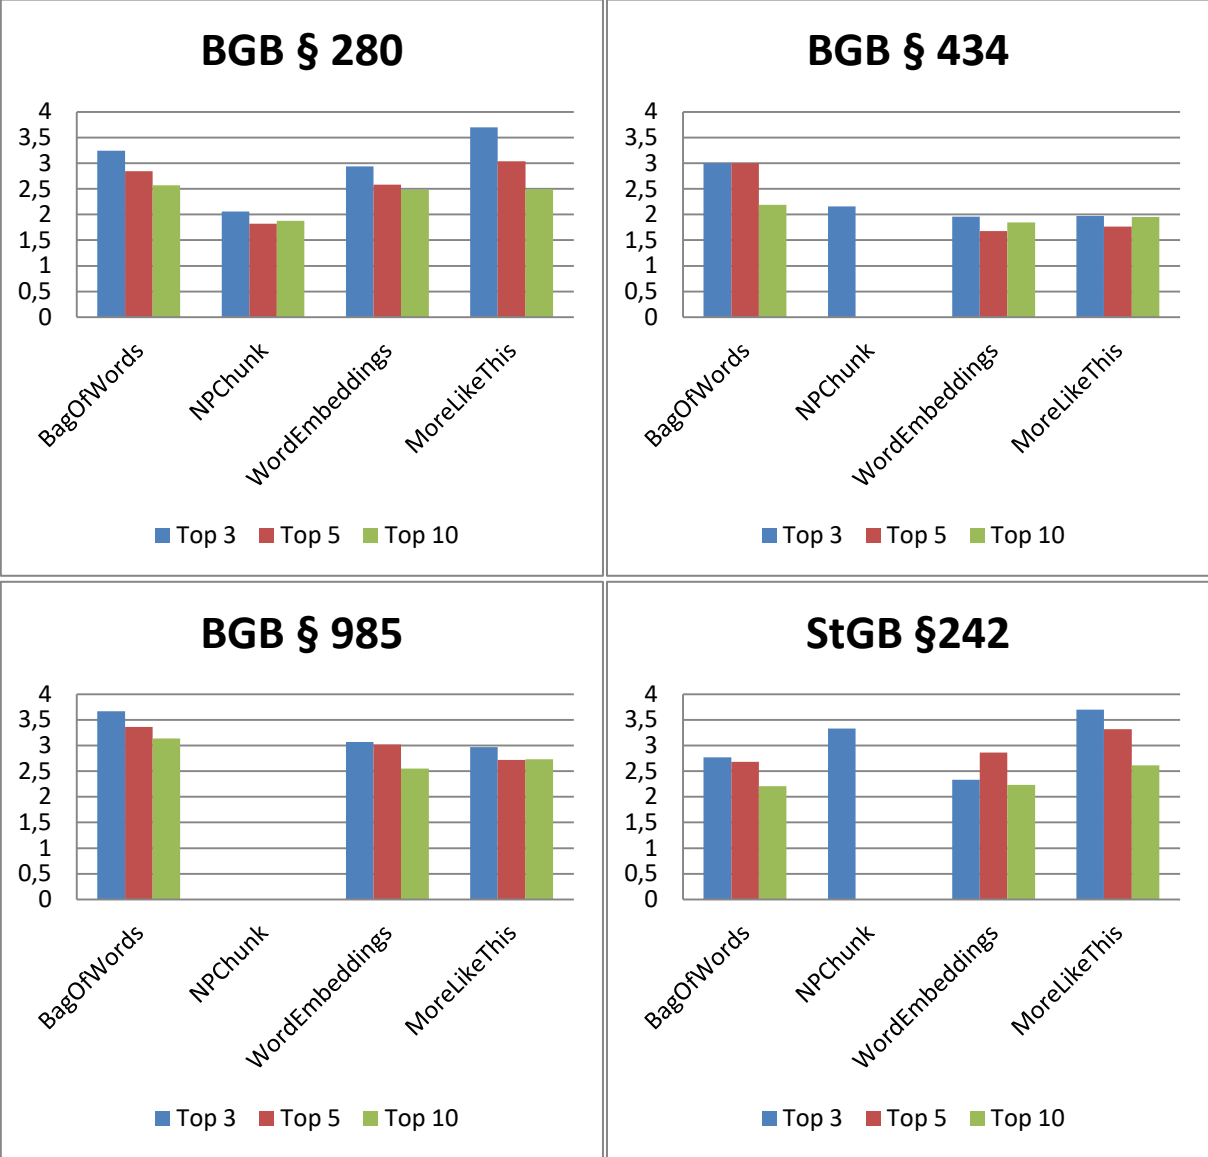 BGB § 280
4
3,5
3
2,5
2
1,5
1
0,5
0
BagOfWords
NPChunk
WordEmbeddings
MoreLikeThis
Top 3 Top 5 Top 10
BGB § 434
4
3,5
3
2,5
2
1,5
1
0,5
0
BagOfWords
NPChunk
WordEmbeddings
MoreLikeThis
Top 3 Top 5 Top 10
BGB § 985
4
3,5
3
2,5
2
1,5
1
0,5
0
BagOfWords
NPChunk
WordEmbeddings
MoreLikeThis
Top 3 Top 5 Top 10
StGB §242
4
3,5
3
2,5
2
1,5
1
0,5
0
BagOfWords
NPChunk
WordEmbeddings
MoreLikeThis
Top 3 Top 5 Top 10